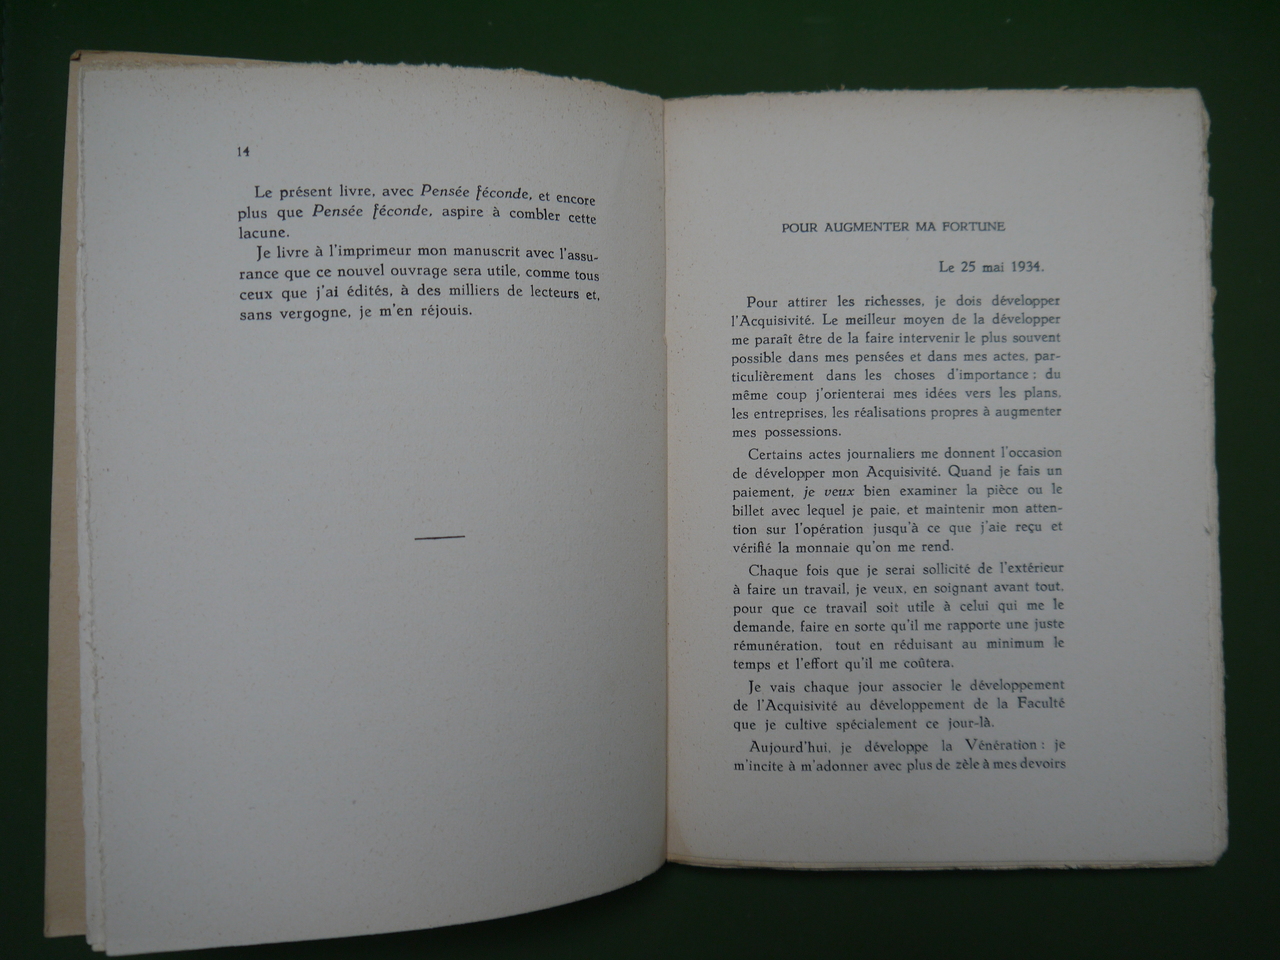 14
Le présent livre, avec Pensée féconde, et encore
plus que Pensée féconde, aspire à combler cette
lacune.
Je livre à l'imprimeur mon manuscrit avec l'assu-
rance que ce nouvel ouvrage sera utile, comme tous
ceux que j'ai édités, à des milliers de lecteurs et,
sans vergogne, je m'en réjouis.
POUR AUGMENTER MA FORTUNE
Le 25 mai 1934.
Pour attirer les richesses, je dois développer
l'Acquisivité. Le meilleur moyen de la développer
me paraît être de la faire intervenir le plus souvent
possible dans mes pensées et dans mes actes, par-
ticulièrement dans les choses d'importance : du
même coup j'orienterai mes idées vers les plans,
les entreprises, les réalisations propres à augmenter
mes possessions.
Certains actes journaliers me donnent l'occasion
de développer mon Acquisivité. Quand je fais un
paiement, je veux bien examiner la pièce ou le
billet avec lequel je paie, et maintenir mon atten-
tion sur l'opération jusqu'à ce que j'aie reçu et
vérifié la monnaie qu'on me rend.
Chaque fois que je serai sollicité de l'extérieur
à faire un travail, je veux, en soignant avant tout,
pour que ce travail soit utile à celui qui me le
demande, faire en sorte qu'il me rapporte une juste
rémunération, tout en réduisant au minimum le
temps et l'effort qu'il me coûtera.
Je vais chaque jour associer le développement
de l'Acquisivité au développement de la Faculté
que je cultive spécialement ce jour-là.
Aujourd'hui, je développe la Vénération : je
m'incite à m'adonner avec plus de zèle à mes devoirs